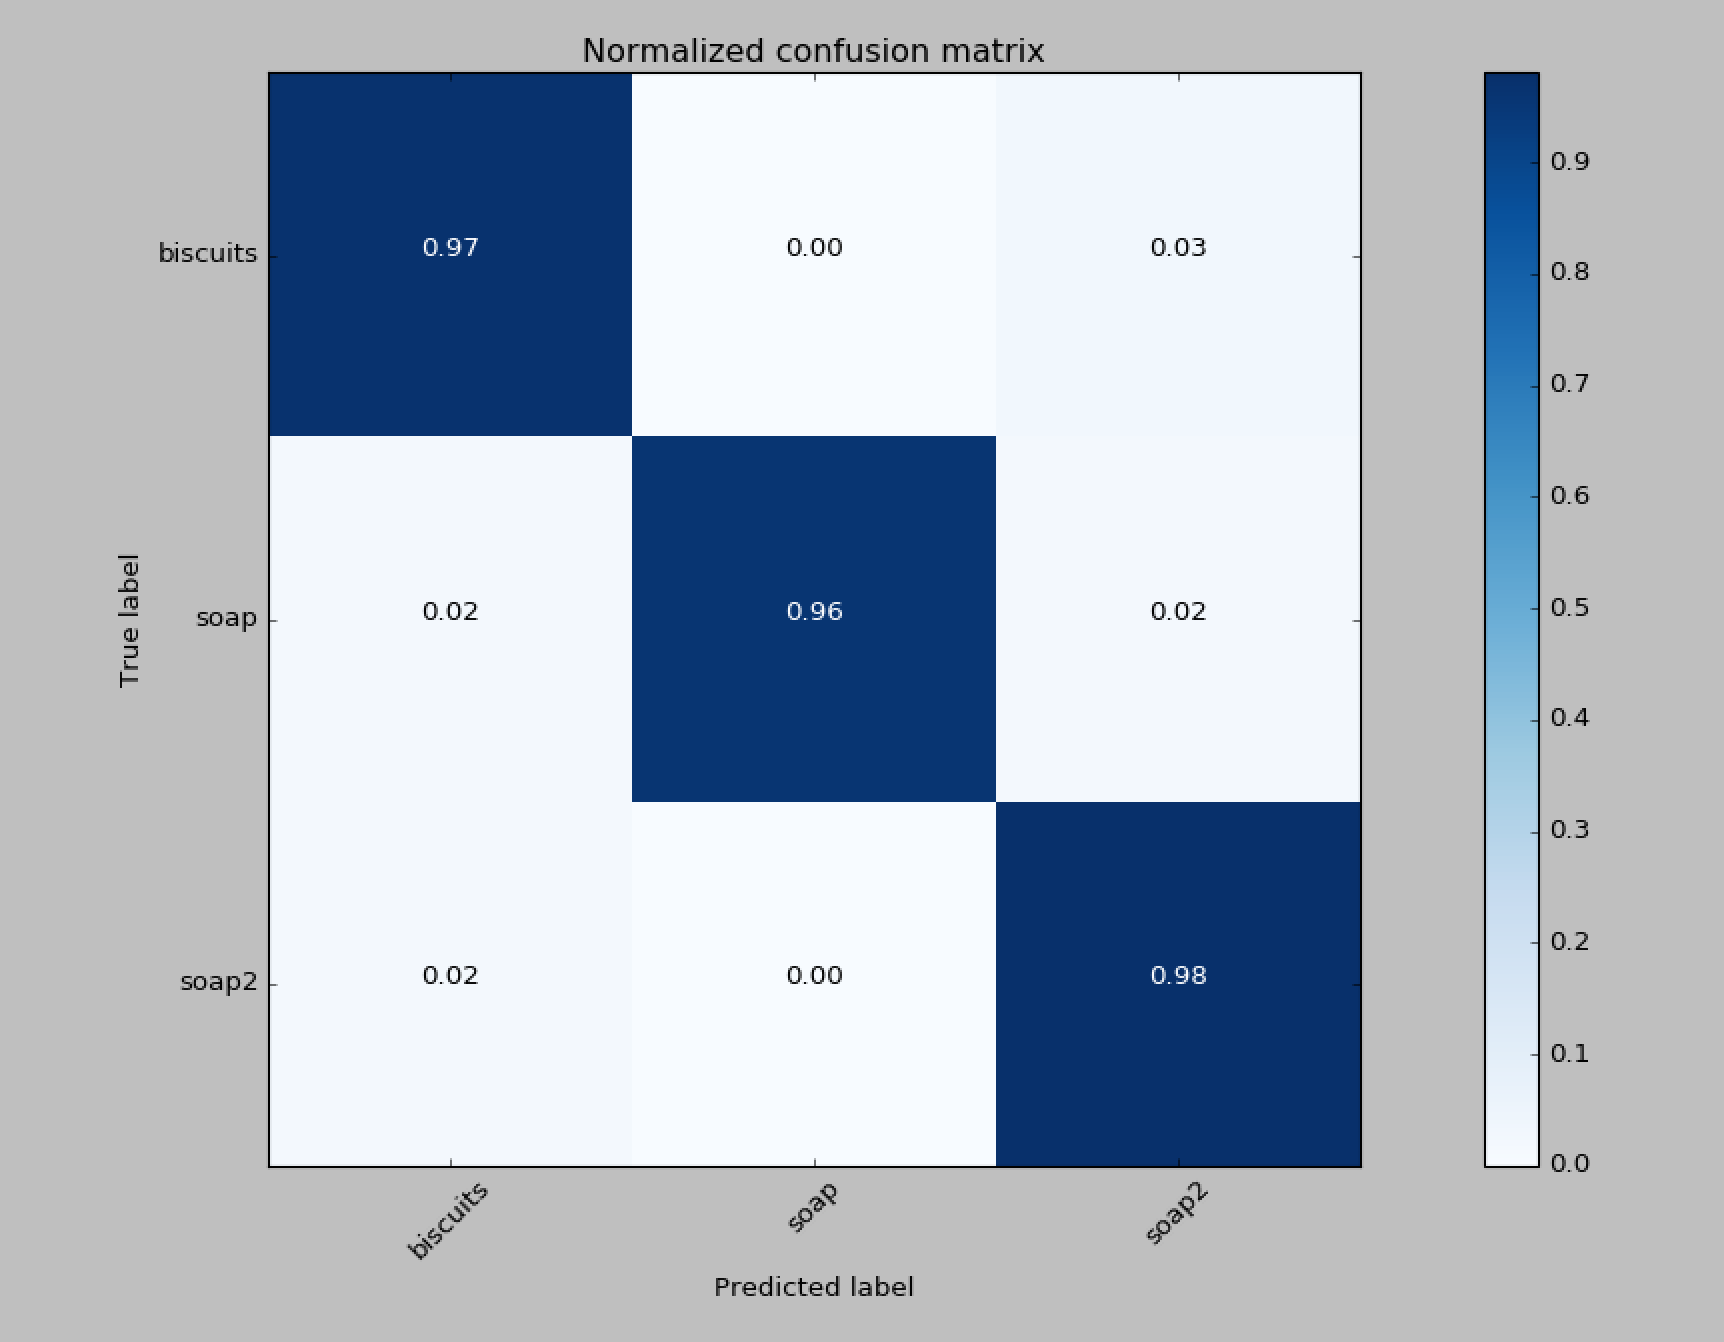 Normalized confusion matrix
True label
biscuits 0.97 0.00 0.03
soap 0.02 0.96 0.02
soap2 0.02 0.00 0.98
biscuits soap soap2
Predicted label
0.9
0.8
0.7
0.6
0.5
0.4
0.3
0.2
0.1
0.0